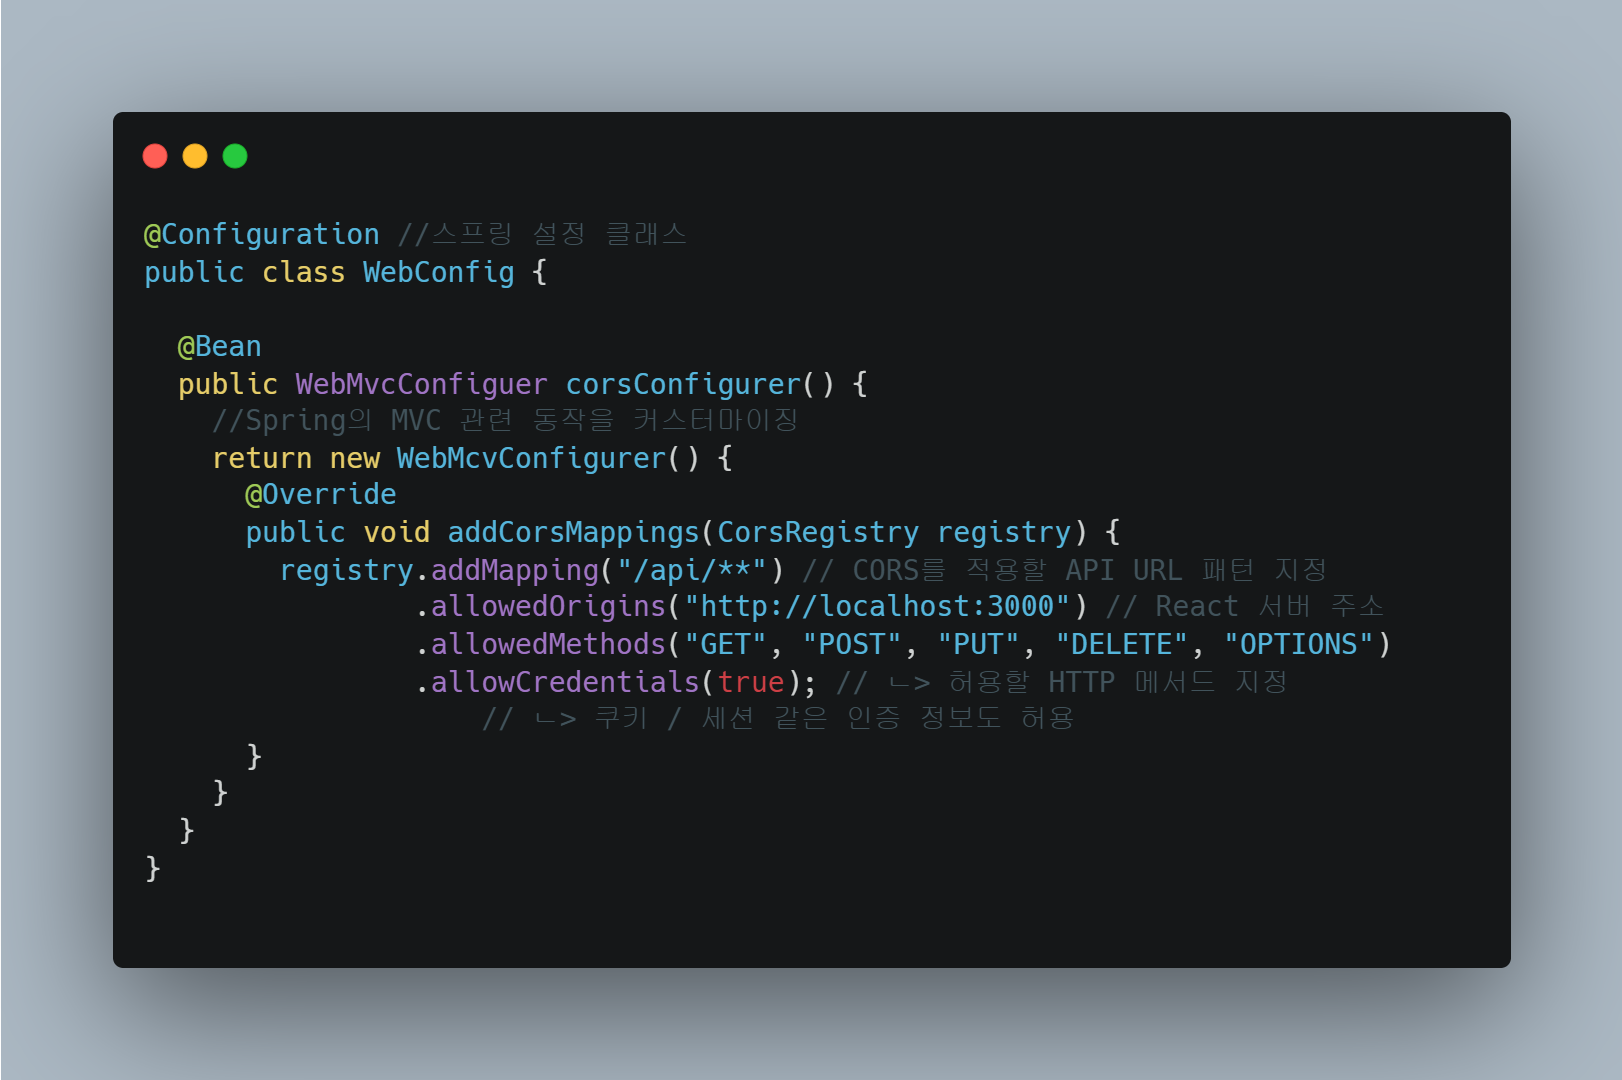 @Configuration //스프링 설정 클래스
public class WebConfig {
@Bean
public WebMvcConfiguer corsConfigurer() {
//Spring의 MVC 관련 동작을 커스터마이징
return new WebMcvConfigurer() {
@Override
public void addCorsMappings(CorsRegistry registry) {
registry.addMapping("/api/**") // CORS를 적용할 API URL 패턴 지정
.allowedOrigins("http://localhost:3000") // React 서버 주소
.allowedMethods("GET", "POST", "PUT", "DELETE", "OPTIONS")
.allowCredentials(true); // ㄴ> 허용할 HTTP 메서드 지정
// ㄴ> 쿠키 / 세션 같은 인증 정보도 허용
}
}
}
}